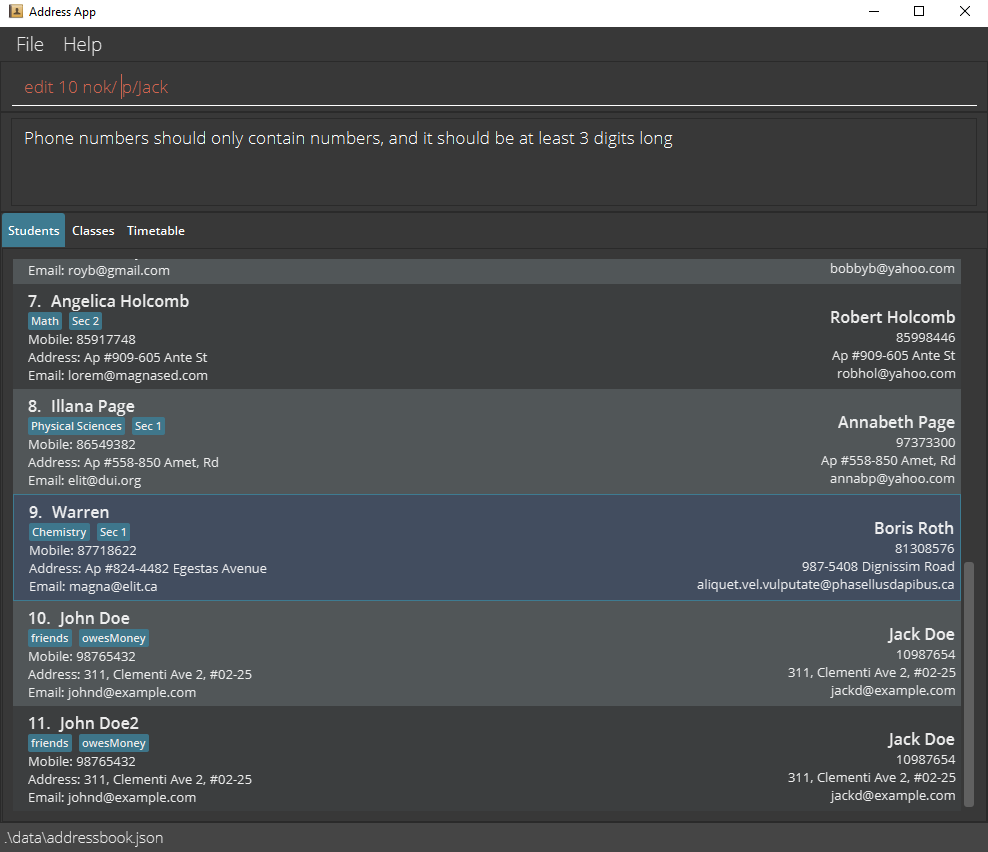 Address App
File Help
edit 10 nok/ p/Jack
Phone numbers should only contain numbers, and it should be at least 3 digits long
Students Classes Timetable
Email: royb@gmail.com bobbyb@yahoo.com
7. Angelica Holcomb
Math Sec 2 Robert Holcomb
Mobile: 85917748 85998446
Address: Ap #909-605 Ante St Ap #909-605 Ante St
Email: lorem@magnased.com robhol@yahoo.com
8. Illana Page
Physical Sciences Sec 1 Annabeth Page
Mobile: 86549382 97373300
Address: Ap #558-850 Amet, Rd Ap #558-850 Amet, Rd
Email: elit@dui.org annabp@yahoo.com
9. Warren
Chemistry Sec 1 Boris Roth
Mobile: 87718622 81308576
Address: Ap #824-4482 Egestas Avenue 987-5408 Dignissim Road
Email: magna@elit.ca aliquet.vel.vulputate@phasellusdapibus.ca
10. John Doe
friends owesMoney Jack Doe
Mobile: 98765432 10987654
Address: 311, Clementi Ave 2, #02-25 311, Clementi Ave 2, #02-25
Email: johnd@example.com jackd@example.com
11. John Doe2
friends owesMoney Jack Doe
Mobile: 98765432 10987654
Address: 311, Clementi Ave 2, #02-25 311, Clementi Ave 2, #02-25
Email: johnd@example.com jackd@example.com
.\data\addressbook.json